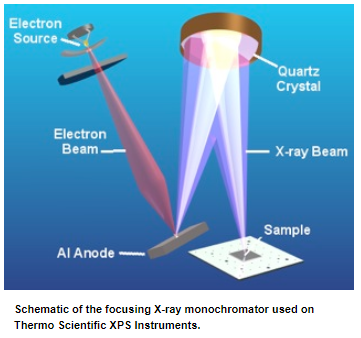 Electron
Source
Quartz
Crystal
Electron
Beam
X-ray Beam
Sample
Al Anode
Schematic of the focusing X-ray monochromator used on
Thermo Scientific XPS Instruments.